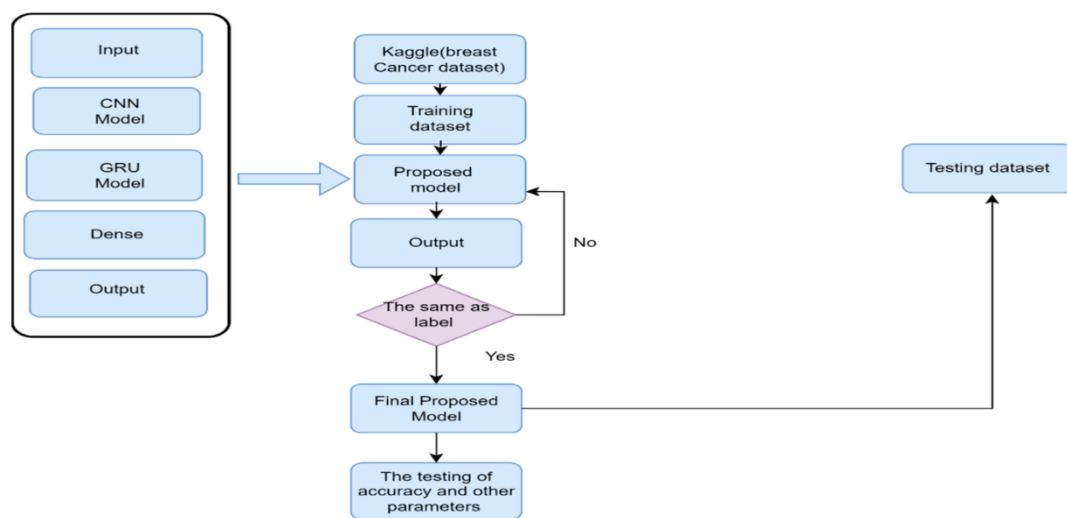 Input
CNN
Model
GRU
Model
Dense
Output
Kaggle(breast
Cancer dataset)
Training
dataset
Proposed
model
Output
No
The same as
label
Yes
Final Proposed
Model
The testing of
accuracy and other
parameters
Testing dataset